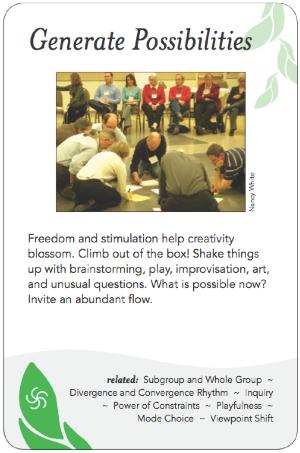 Generate Possibilities
Nancy White
Freedom and stimulation help creativity
blossom. Climb out of the box! Shake things
up with brainstorming, play, improvisation, art,
and unusual questions. What is possible now?
Invite an abundant flow.
related: Subgroup and Whole Group ~
Divergence and Convergence Rhythm ~ Inquiry
~ Power of Constraints ~ Playfulness ~
Mode Choice ~ Viewpoint Shift